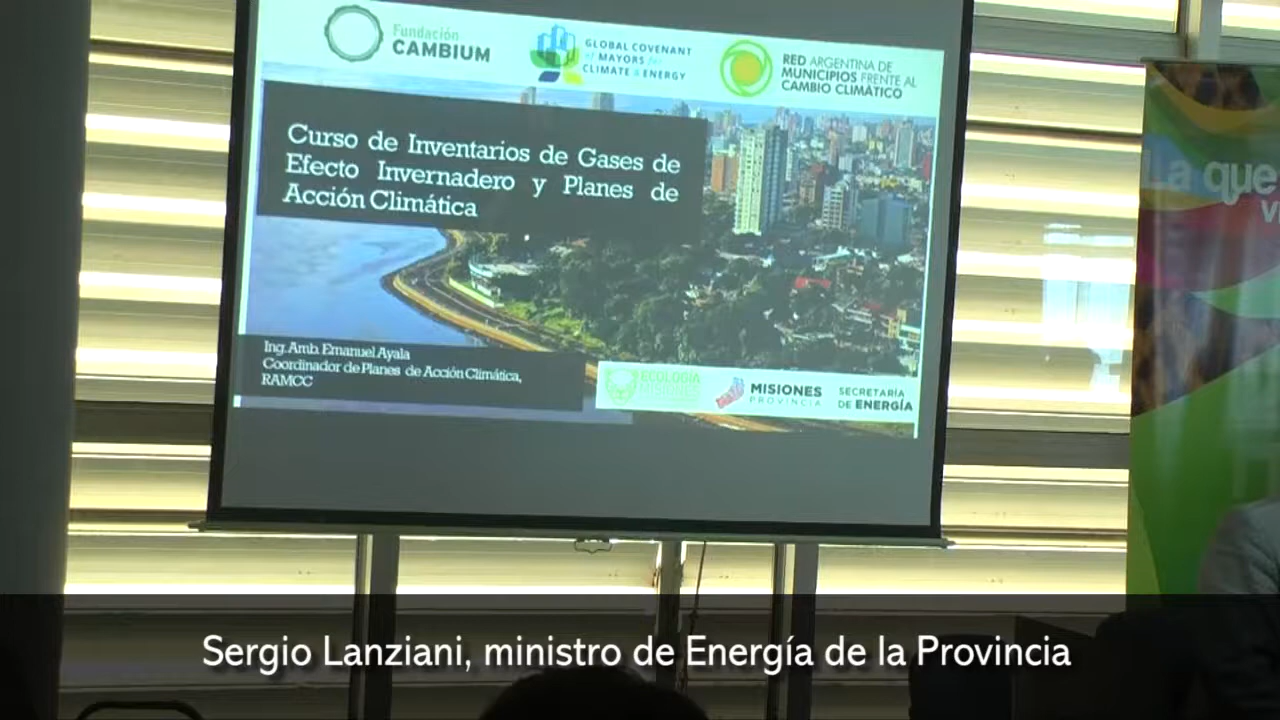 Fundación
CAMBIUM
GLOBAL COVENANT
of MAYORS for
CLIMATE & ENERGY
RED ARGENTINA DE
MUNICIPIOS FRENTE AL
CAMBIO CLIMÁTICO
Curso de Inventarios de Gases de
Efecto Invernadero y Planes de
Acción Climática
Ing. Amb. Emanuel Ayala
Coordinador de Planes de Acción Climática,
RAMCC
ECOLOGÍA
MISIONES
PROVINCIA
SECRETARÍA
DE ENERGÍA
La que
Sergio Lanziani, ministro de Energía de la Provincia